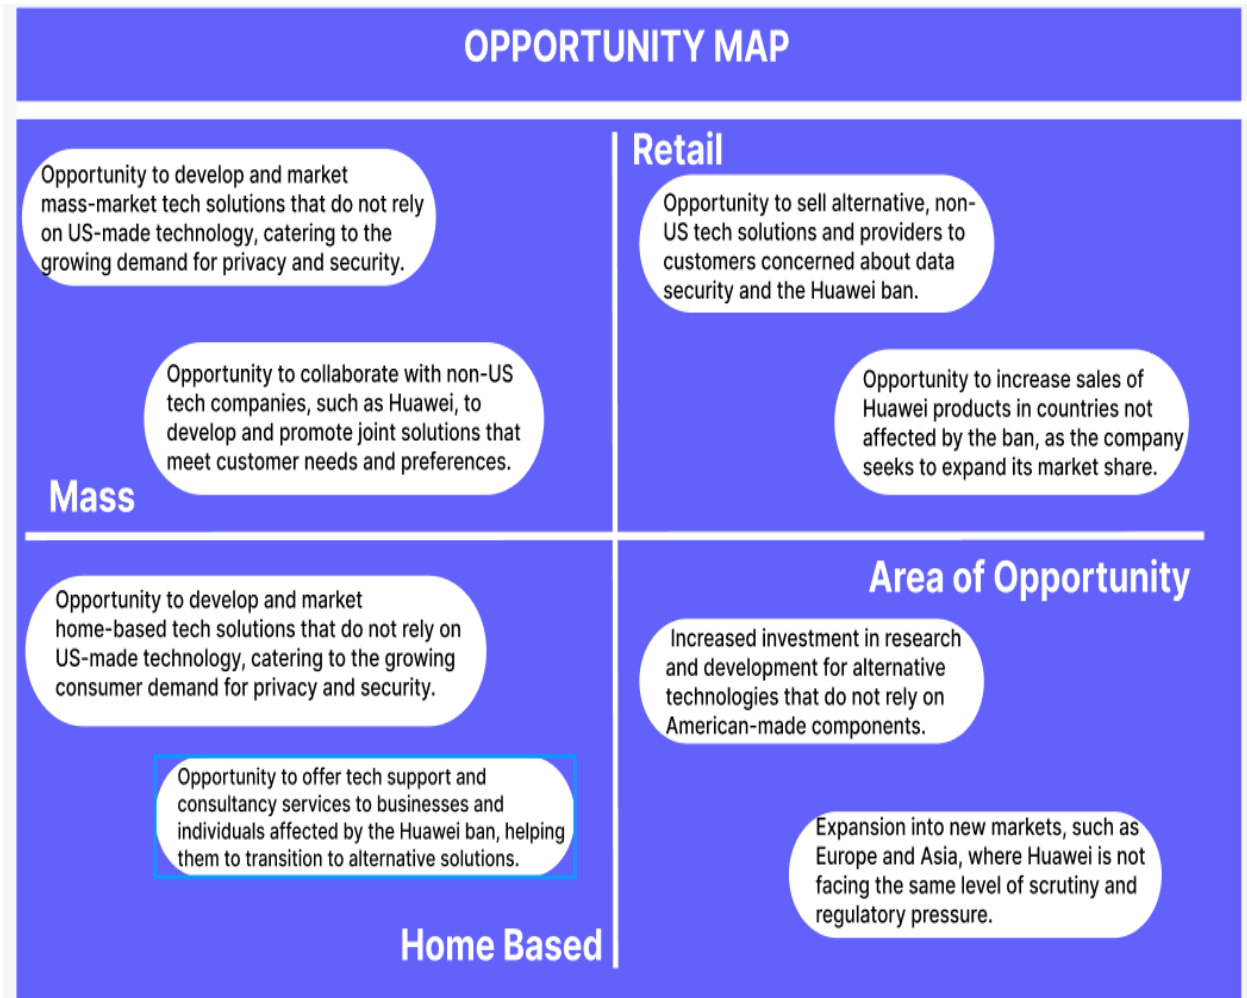 OPPORTUNITY MAP
Opportunity to develop and market
mass-market tech solutions that do not rely
on US-made technology, catering to the
growing demand for privacy and security.
Opportunity to collaborate with non-US
tech companies, such as Huawei, to
develop and promote joint solutions that
meet customer needs and preferences.
Mass
Retail
Opportunity to sell alternative, non-
US tech solutions and providers to
customers concerned about data
security and the Huawei ban.
Opportunity to increase sales of
Huawei products in countries not
affected by the ban, as the company
seeks to expand its market share.
Opportunity to develop and market
home-based tech solutions that do not rely on
US-made technology, catering to the growing
consumer demand for privacy and security.
Opportunity to offer tech support and
consultancy services to businesses and
individuals affected by the Huawei ban, helping
them to transition to alternative solutions.
Home Based
Area of Opportunity
Increased investment in research
and development for alternative
technologies that do not rely on
American-made components.
Expansion into new markets, such as
Europe and Asia, where Huawei is not
facing the same level of scrutiny and
regulatory pressure.